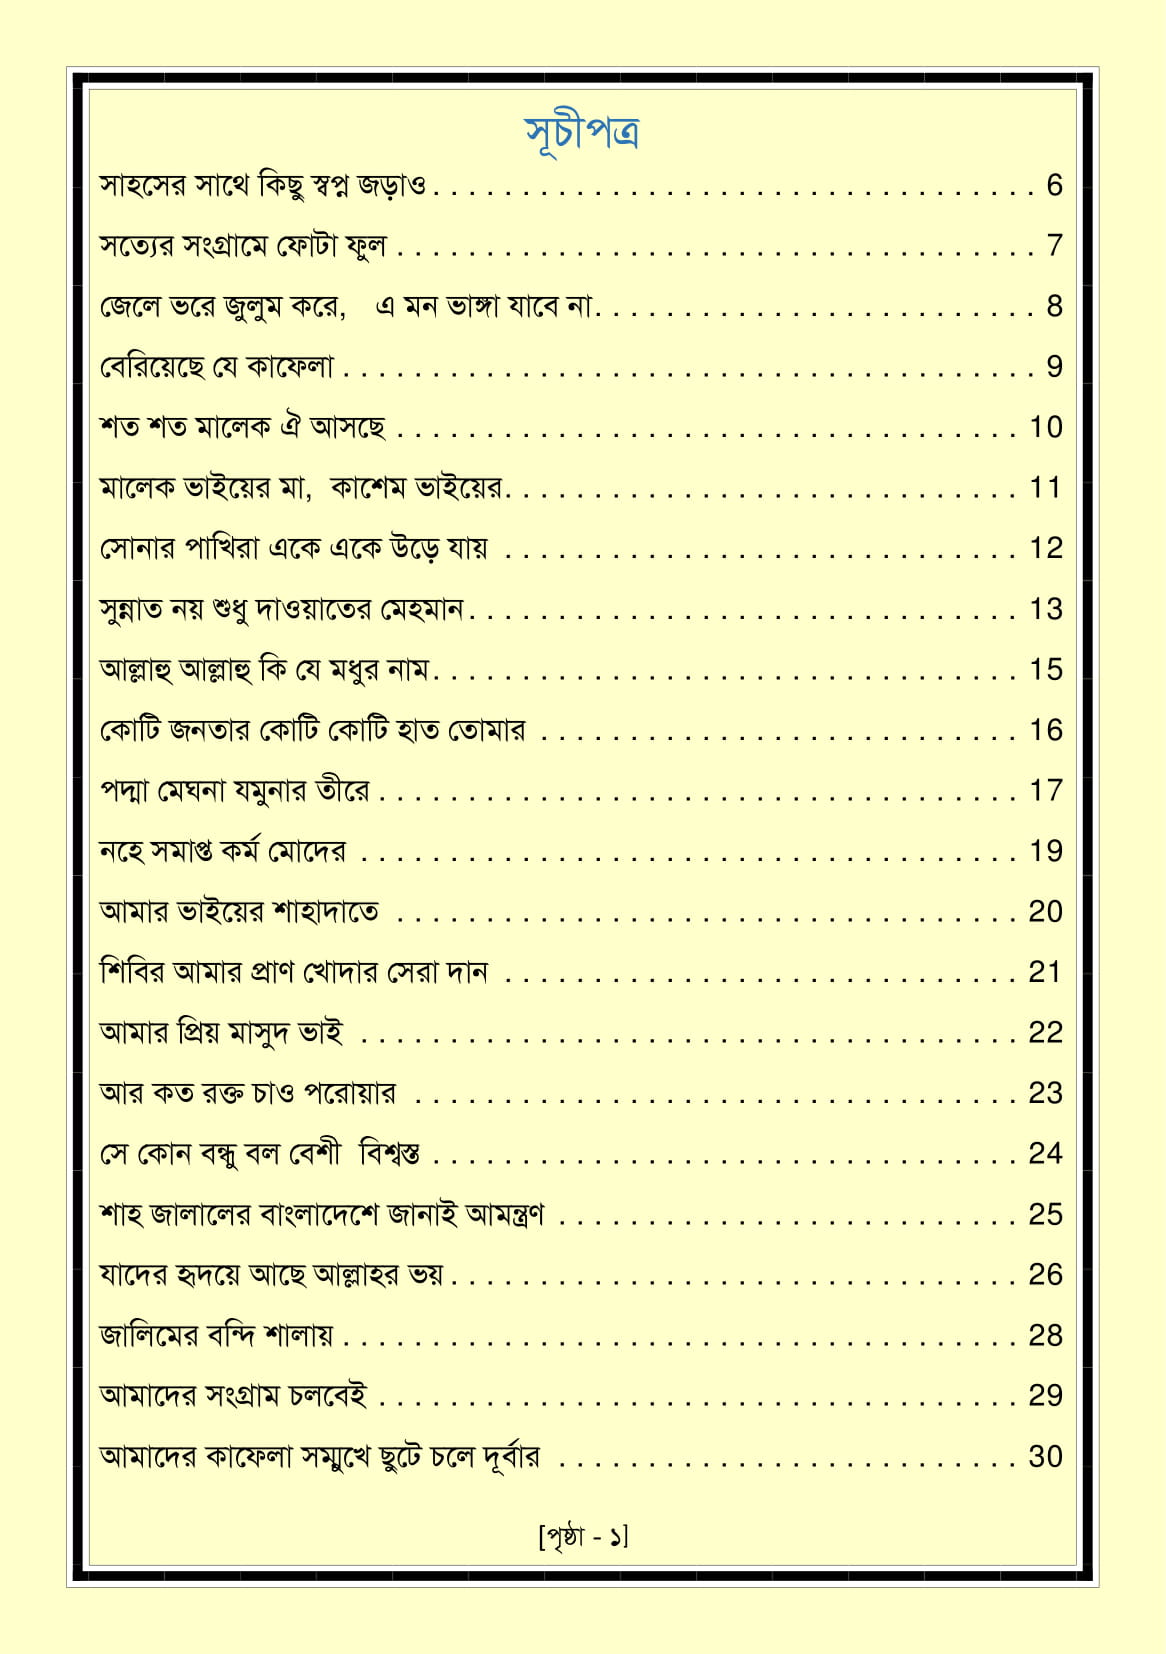 সূচীপত্র
সাহসের সাথে কিছু স্বপ্ন জড়াও . . . . . . . . . . . . . . . . . . . . . . . . . . . . . . . . . . 6
সত্যের সংগ্রামে ফোটা ফুল . . . . . . . . . . . . . . . . . . . . . . . . . . . . . . . . . . . . 7
জেলে ভরে জুলুম করে, এ মন ভাঙ্গা যাবে না. . . . . . . . . . . . . . . . . . . . . . . . . 8
বেরিয়েছে যে কাফেলা . . . . . . . . . . . . . . . . . . . . . . . . . . . . . . . . . . . . . . . 9
শত শত মালেক ঐ আসছে . . . . . . . . . . . . . . . . . . . . . . . . . . . . . . . . . . . 10
মালেক ভাইয়ের মা, কাশেম ভাইয়ের. . . . . . . . . . . . . . . . . . . . . . . . . . . . . 11
সোনার পাখিরা একে একে উড়ে যায় . . . . . . . . . . . . . . . . . . . . . . . . . . . . . 12
সুন্নাত নয় শুধু দাওয়াতের মেহমান . . . . . . . . . . . . . . . . . . . . . . . . . . . . . . . 13
আল্লাহু আল্লাহু কি যে মধুর নাম . . . . . . . . . . . . . . . . . . . . . . . . . . . . . . . . . 15
কোটি জনতার কোটি কোটি হাত তোমার . . . . . . . . . . . . . . . . . . . . . . . . . . . 16
পদ্মা মেঘনা যমুনার তীরে . . . . . . . . . . . . . . . . . . . . . . . . . . . . . . . . . . . . 17
নহে সমাপ্ত কর্ম মোদের . . . . . . . . . . . . . . . . . . . . . . . . . . . . . . . . . . . . . 19
আমার ভাইয়ের শাহাদাতে . . . . . . . . . . . . . . . . . . . . . . . . . . . . . . . . . . . 20
শিবির আমার প্রাণ খোদার সেরা দান . . . . . . . . . . . . . . . . . . . . . . . . . . . . . 21
আমার প্রিয় মাসুদ ভাই . . . . . . . . . . . . . . . . . . . . . . . . . . . . . . . . . . . . . 22
আর কত রক্ত চাও পরোয়ার . . . . . . . . . . . . . . . . . . . . . . . . . . . . . . . . . . 23
সে কোন বন্ধু বল বেশী বিশ্বস্ত . . . . . . . . . . . . . . . . . . . . . . . . . . . . . . . . . 24
শাহ জালালের বাংলাদেশে জানাই আমন্ত্রণ . . . . . . . . . . . . . . . . . . . . . . . . . . 25
যাদের হৃদয়ে আছে আল্লাহর ভয় . . . . . . . . . . . . . . . . . . . . . . . . . . . . . . . . 26
জালিমের বন্দি শালায় . . . . . . . . . . . . . . . . . . . . . . . . . . . . . . . . . . . . . . 28
আমাদের সংগ্রাম চলবেই . . . . . . . . . . . . . . . . . . . . . . . . . . . . . . . . . . . . 29
আমাদের কাফেলা সম্মুখে ছুটে চলে দূর্বার . . . . . . . . . . . . . . . . . . . . . . . . . . 30
[পৃষ্ঠা - ১]